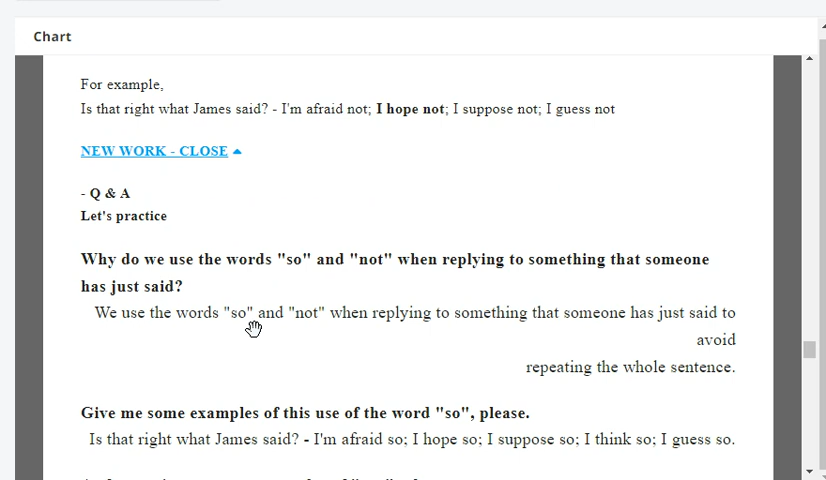 Chart
For example,
Is that right what James said? - I'm afraid not; I hope not; I suppose not; I guess not
NEW WORK - CLOSE
- Q & A
Let's practice
Why do we use the words "so" and "not" when replying to something that someone
has just said?
We use the words "so" and "not" when replying to something that someone has just said to
avoid
repeating the whole sentence.
Give me some examples of this use of the word "so", please.
Is that right what James said? - I'm afraid so; I hope so; I suppose so; I think so; I guess so.